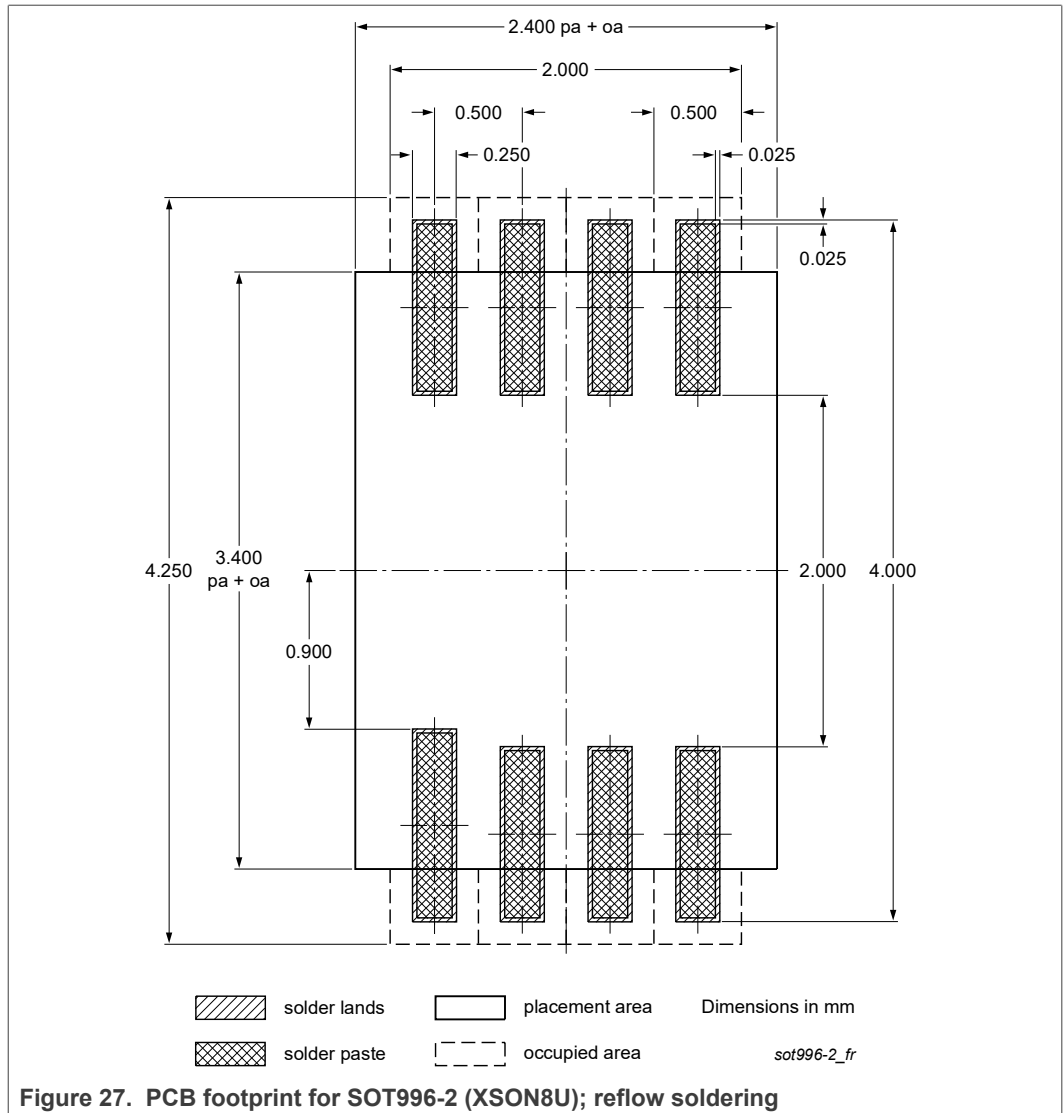 2.400 pa + oa
2.000
0.500
0.500
0.250
0.025
0.025
4.250
3.400
pa + oa
2.000
4.000
0.900
solder lands
placement area
Dimensions in mm
solder paste
occupied area
sot996-2_fr
Figure 27. PCB footprint for SOT996-2 (XSON8U); reflow soldering